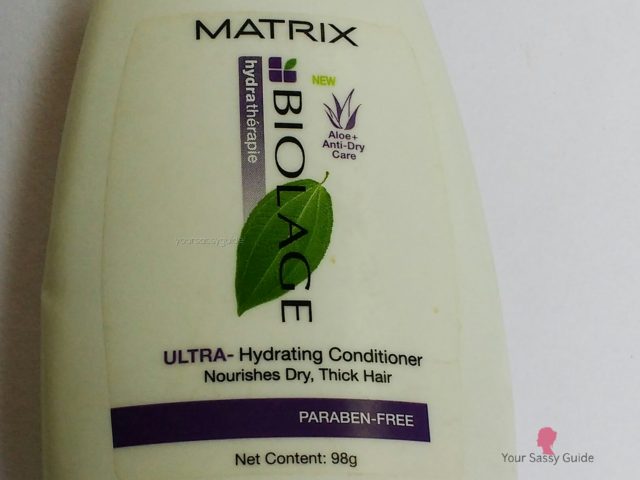 MATRIX
hydrathérapie
BIOLAGE
NEW
Aloe+
Anti-Dry
Care
yoursassyguide
ULTRA- Hydrating Conditioner
Nourishes Dry, Thick Hair
PARABEN-FREE
Net Content: 98g
Your Sassy Guide